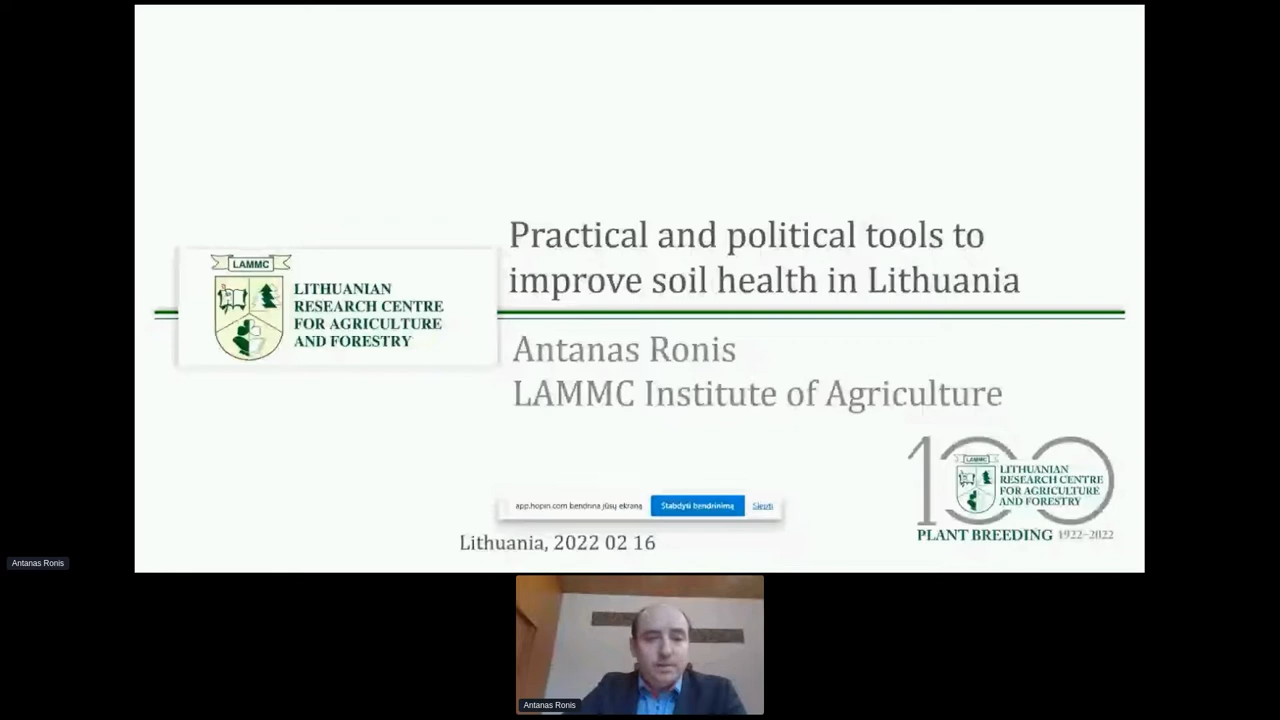 Practical and political tools to
improve soil health in Lithuania
LAMMC
LITHUANIAN
RESEARCH CENTRE
FOR AGRICULTURE
AND FORESTRY
Antanas Ronis
LAMMC Institute of Agriculture
LAMMC
LITHUANIAN
RESEARCH CENTRE
FOR AGRICULTURE
AND FORESTRY
100
PLANT BREEDING 1922–2022
app.hopin.com bendrina jūsų ekraną Stabdyti bendrinimą Slėpti
Lithuania, 2022 02 16
Antanas Ronis
Antanas Ronis